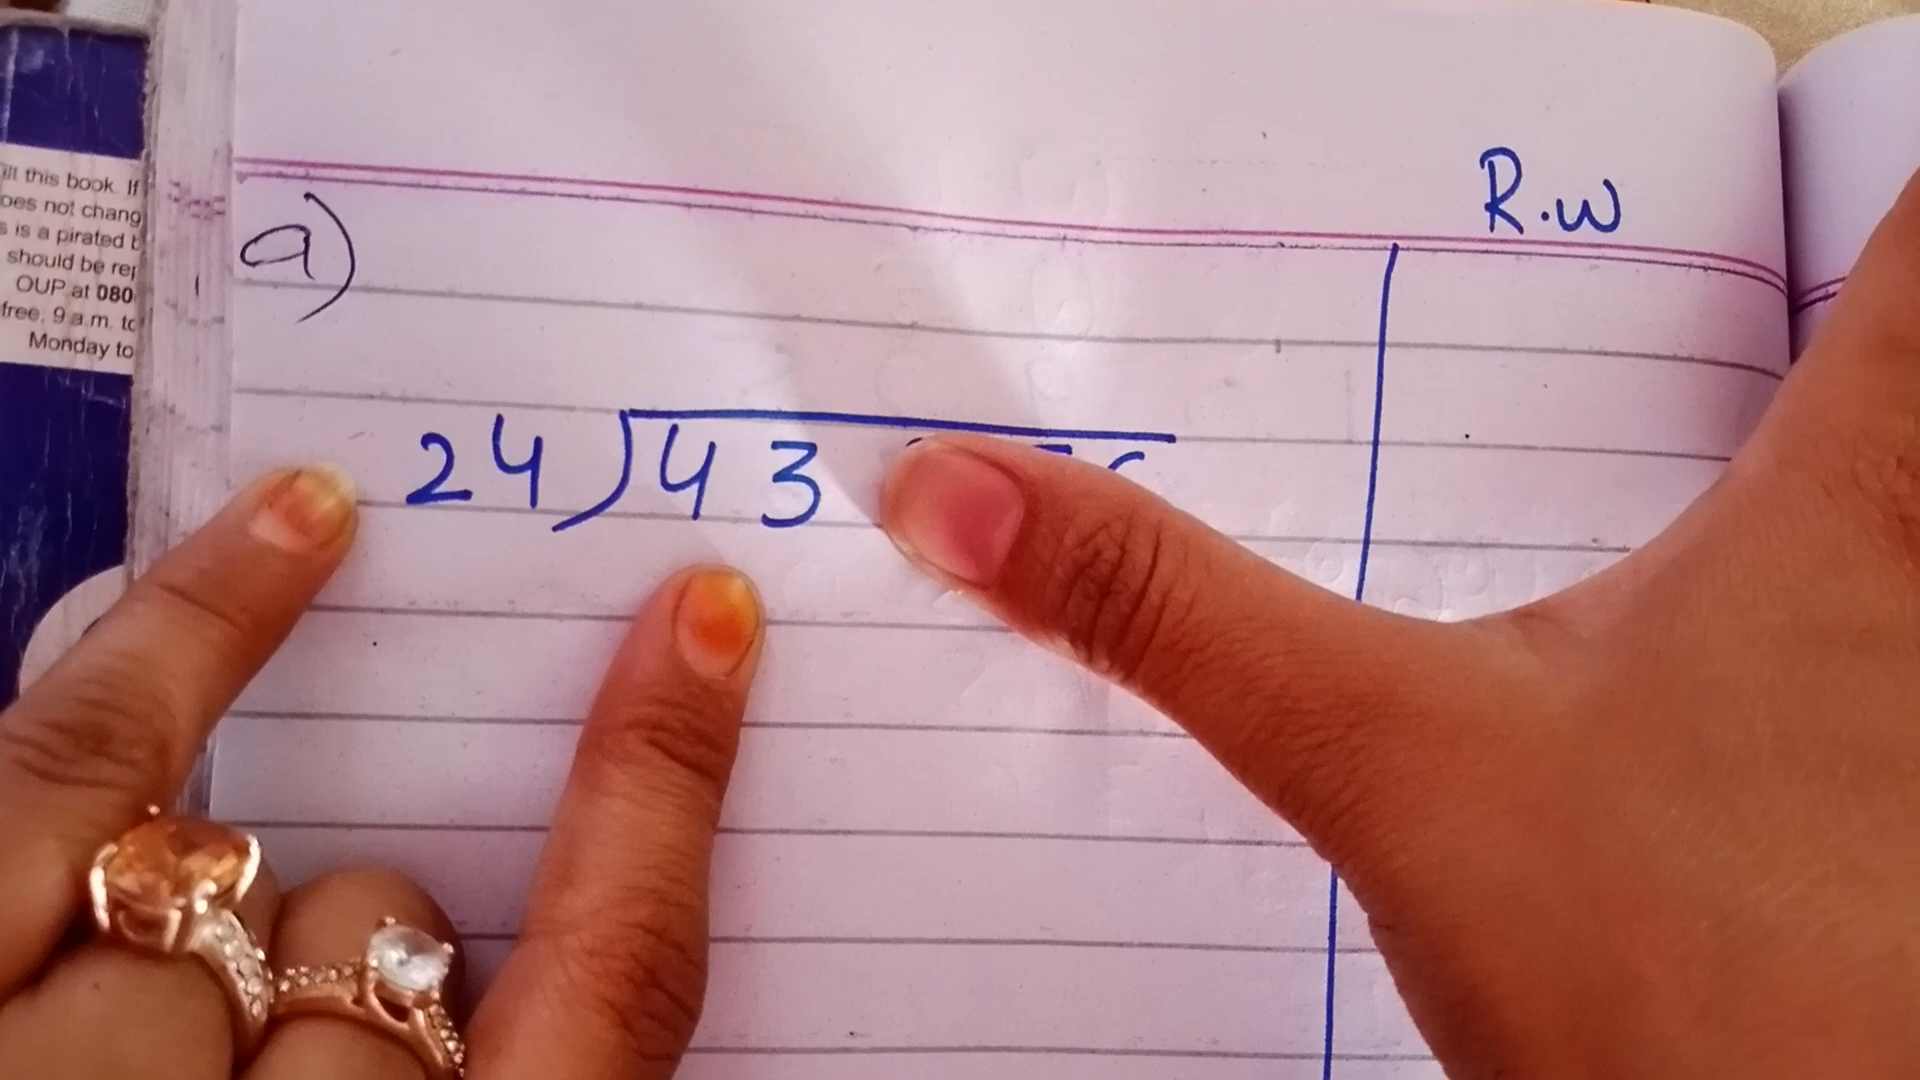 ilt this book. If
oes not chang
s is a pirated b
should be rep
OUP at 080
free, 9 a.m. to
Monday to
R.W
a)
24)43